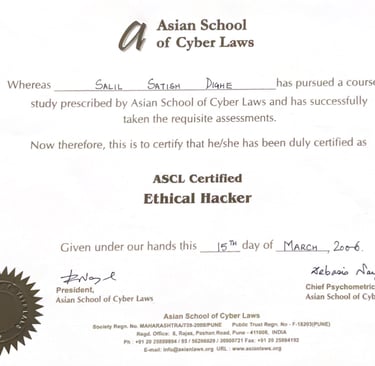 Asian School
of Cyber Laws
Whereas SALIL SATISH DIGHE has pursued a course
study prescribed by Asian School of Cyber Laws and has successfully
taken the requisite assessments.
Now therefore, this is to certify that he/she has been duly certified as
ASCL Certified
Ethical Hacker
Given under our hands this 15TH day of MARCH, 2006.
President,
Asian School of Cyber Laws
Chief Psychometric
Asian School of Cyb
Asian School of Cyber Laws
Society Regn. No. MAHARASHTRA/739-2000/PUNE Public Trust Regn. No - F-16203(PUNE)
Regd. Office: 6, Rajas, Pashan Road, Pune - 411008, INDIA
E-mail: info@asianlaws.org URL: www.asianlaws.org